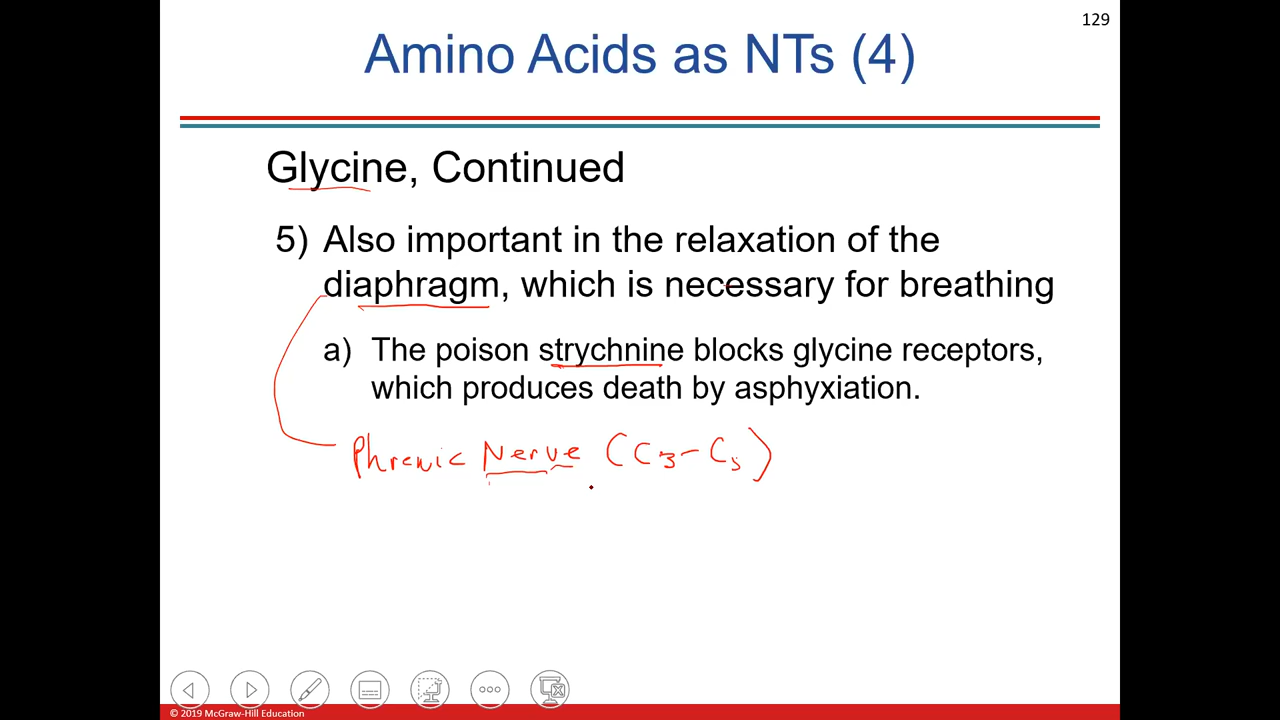 129
Amino Acids as NTs (4)
Glycine, Continued
5) Also important in the relaxation of the
diaphragm, which is necessary for breathing
a) The poison strychnine blocks glycine receptors,
which produces death by asphyxiation.
Phrenic Nerve (C3-C5)
© 2019 McGraw-Hill Education